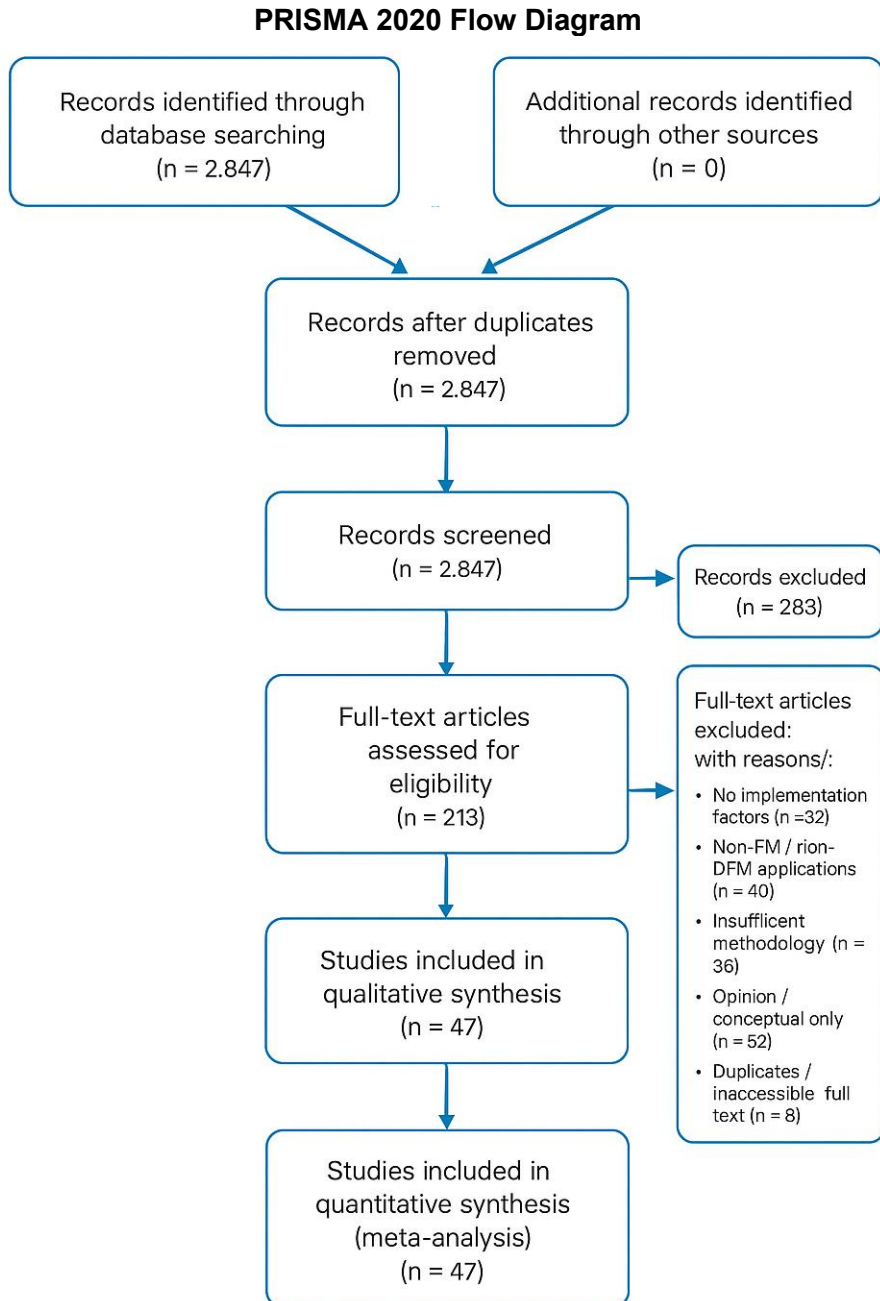 PRISMA 2020 Flow Diagram
Records identified through
database searching
(n = 2.847)
Additional records identified
through other sources
(n = 0)
Records after duplicates
removed
(n = 2.847)
Records screened
(n = 2.847)
Records excluded
(n = 283)
Full-text articles
assessed for
eligibility
(n = 213)
Full-text articles
excluded:
with reasons/:
• No implementation
factors (n =32)
• Non-FM / rion-
DFM applications
(n = 40)
• Insufflicent
methodology (n =
36)
• Opinion /
conceptual only
(n = 52)
• Duplicates /
inaccessible full
text (n = 8)
Studies included in
qualitative synthesis
(n = 47)
Studies included in
quantitative synthesis
(meta-analysis)
(n = 47)